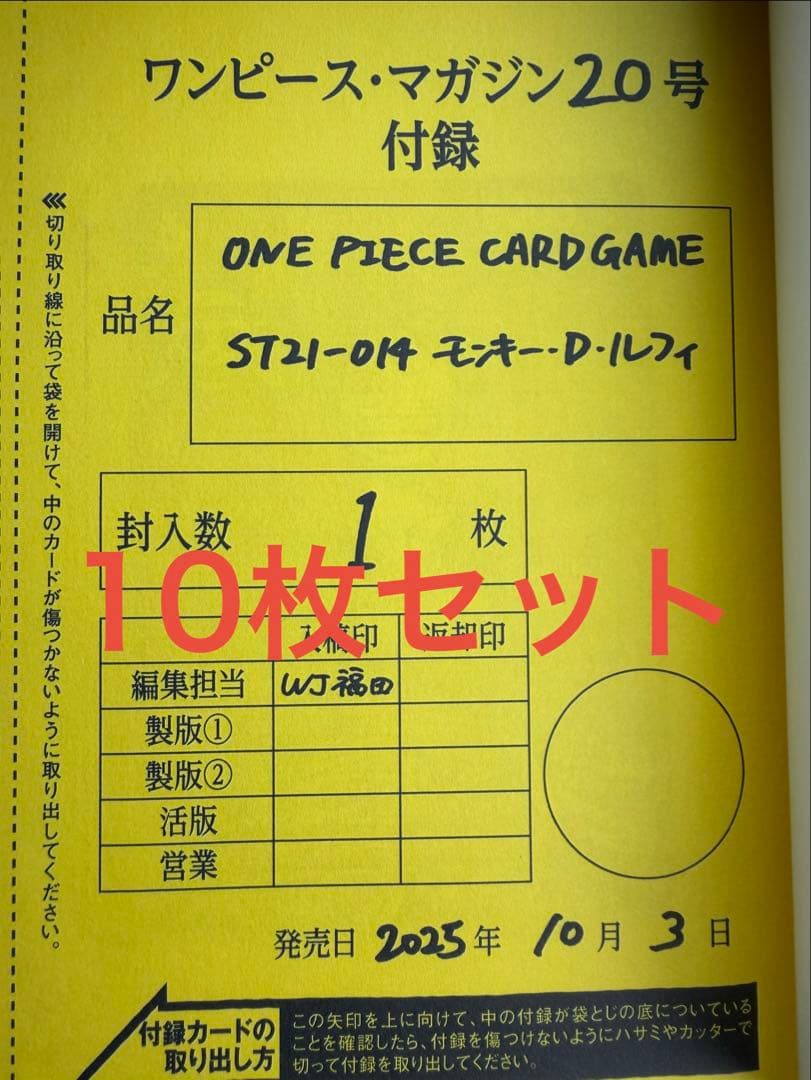 ワンピース・マガジン20号
付録
≪切り取り線に沿って袋を開けて、中のカードが傷つかないように取り出してください。
品名
ONE PIECE CARD GAME
ST21-014 モンキー・D・ルフィ
封入数 1 枚
10枚セット
入稿印 返却印
編集担当 WJ福田
製版①
製版②
活版
営業
発売日 2025年 10月 3日
付録カードの
取り出し方
この矢印を上に向けて、中の付録が袋とじの底についている
ことを確認したら、付録を傷つけないようにハサミやカッターで
切って付録を取り出してください。